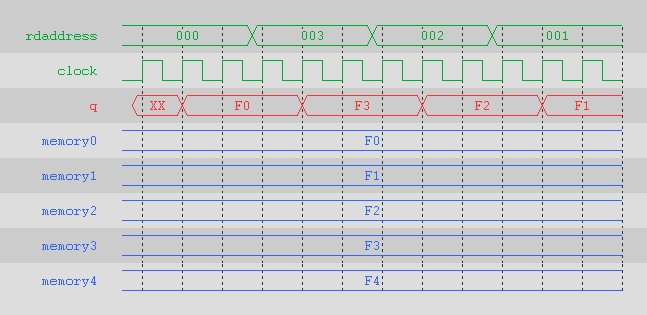 rdaddress 000 003 002 001
clock
q XX F0 F3 F2 F1
memory0 F0
memory1 F1
memory2 F2
memory3 F3
memory4 F4